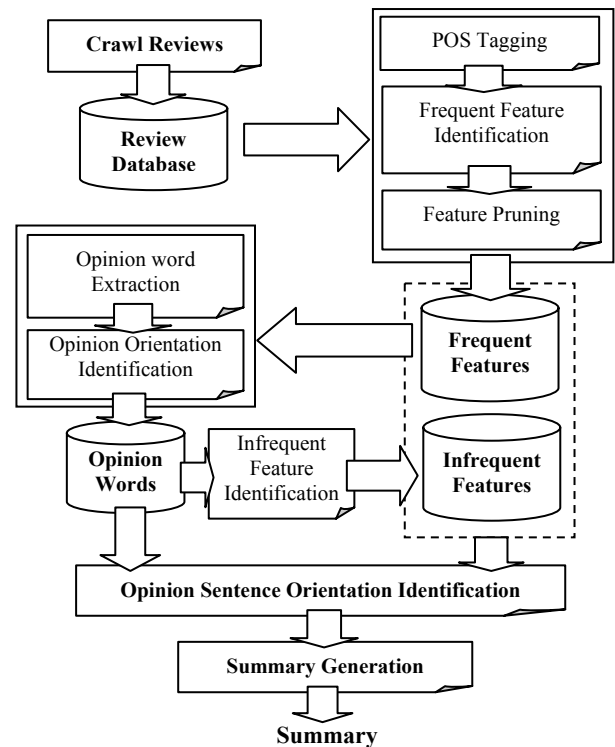 Crawl Reviews
Review
Database
POS Tagging
Frequent Feature
Identification
Feature Pruning
Opinion word
Extraction
Opinion Orientation
Identification
Frequent
Features
Opinion
Words
Infrequent
Feature
Identification
Infrequent
Features
Opinion Sentence Orientation Identification
Summary Generation
Summary